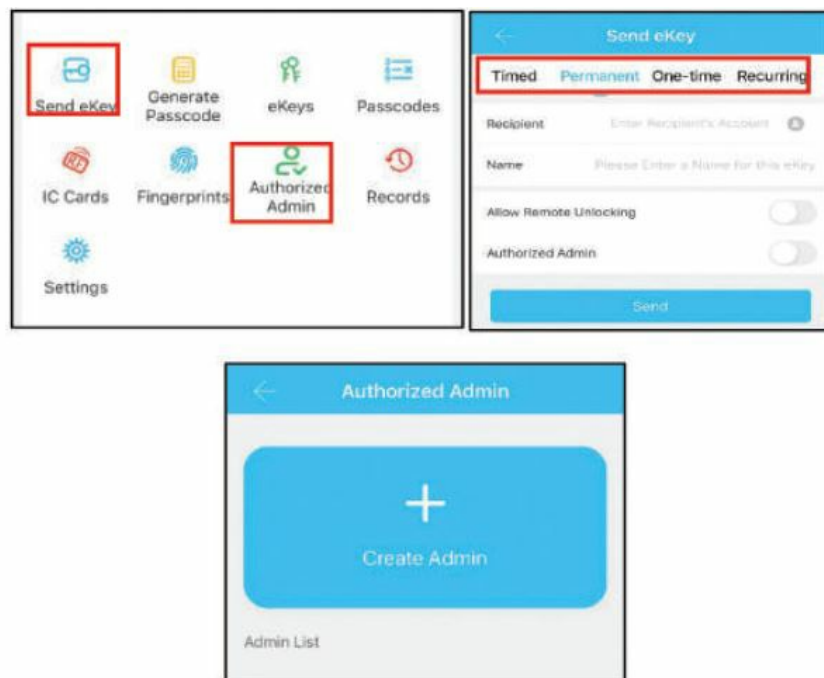 Send eKey
Generate
Passcode
eKeys
Passcodes
IC Cards
Fingerprints
Authorized
Admin
Records
Settings
Send eKey
Timed Permanent One-time Recurring
Recipient Enter Recipient's Account
Name Please Enter a Name for this eKey
Allow Remote Unlocking
Authorized Admin
Send
Authorized Admin
Create Admin
Admin List